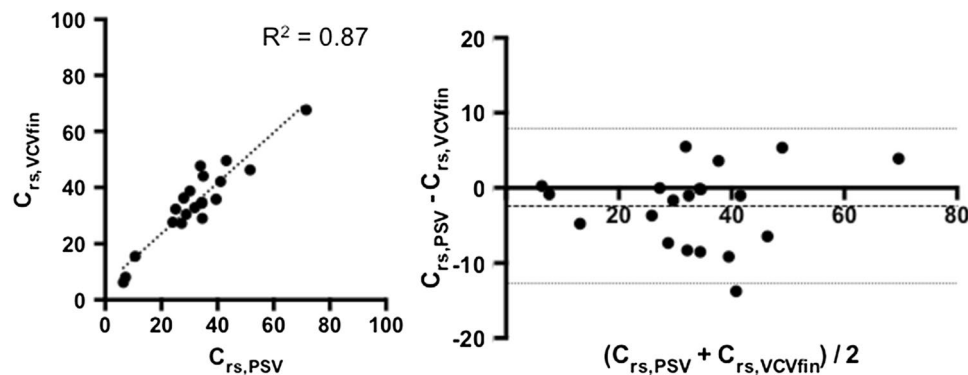 100
80
60
40
20
0
C_rs,VCVfin
R² = 0.87
0 20 40 60 80 100
C_rs,PSV
20
10
0
-10
-20
C_rs,PSV - C_rs,VCVfin
20 40 60 80
(C_rs,PSV + C_rs,VCVfin) / 2